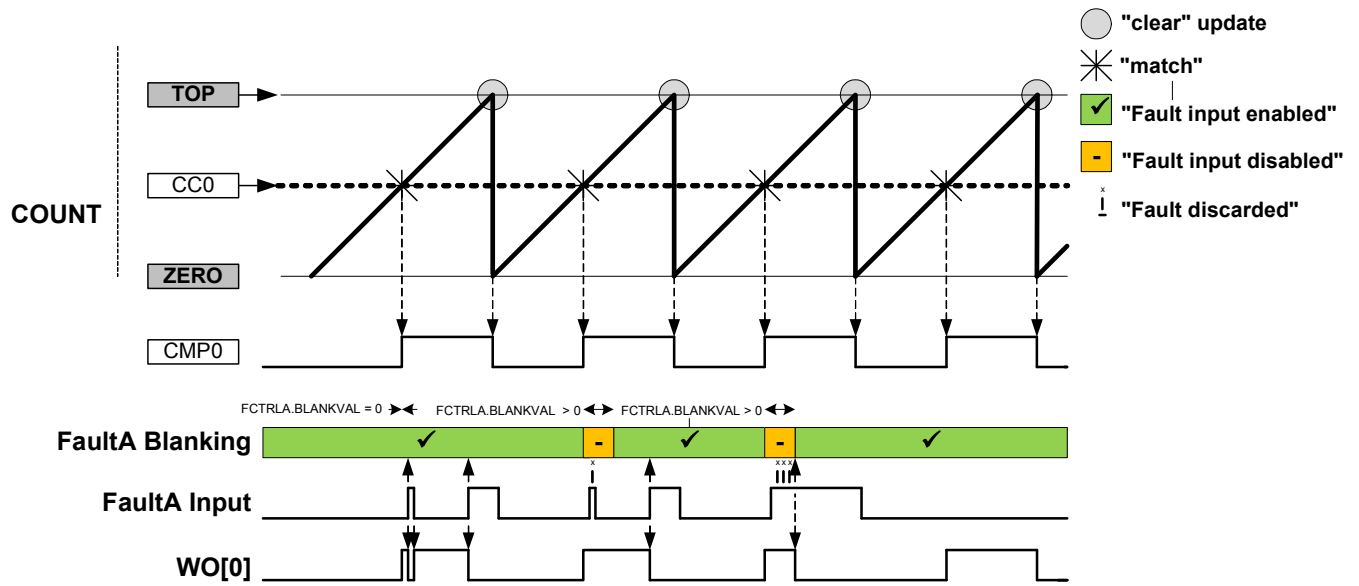 "clear" update
"match"
TOP
"Fault input enabled"
✓
- "Fault input disabled"
CC0
x
"Fault discarded"
COUNT
ZERO
CMP0
FCTRLA.BLANKVAL = 0 FCTRLA.BLANKVAL > 0 FCTRLA.BLANKVAL > 0
FaultA Blanking ✓ - ✓ - ✓
x xxx
FaultA Input
WO[0]